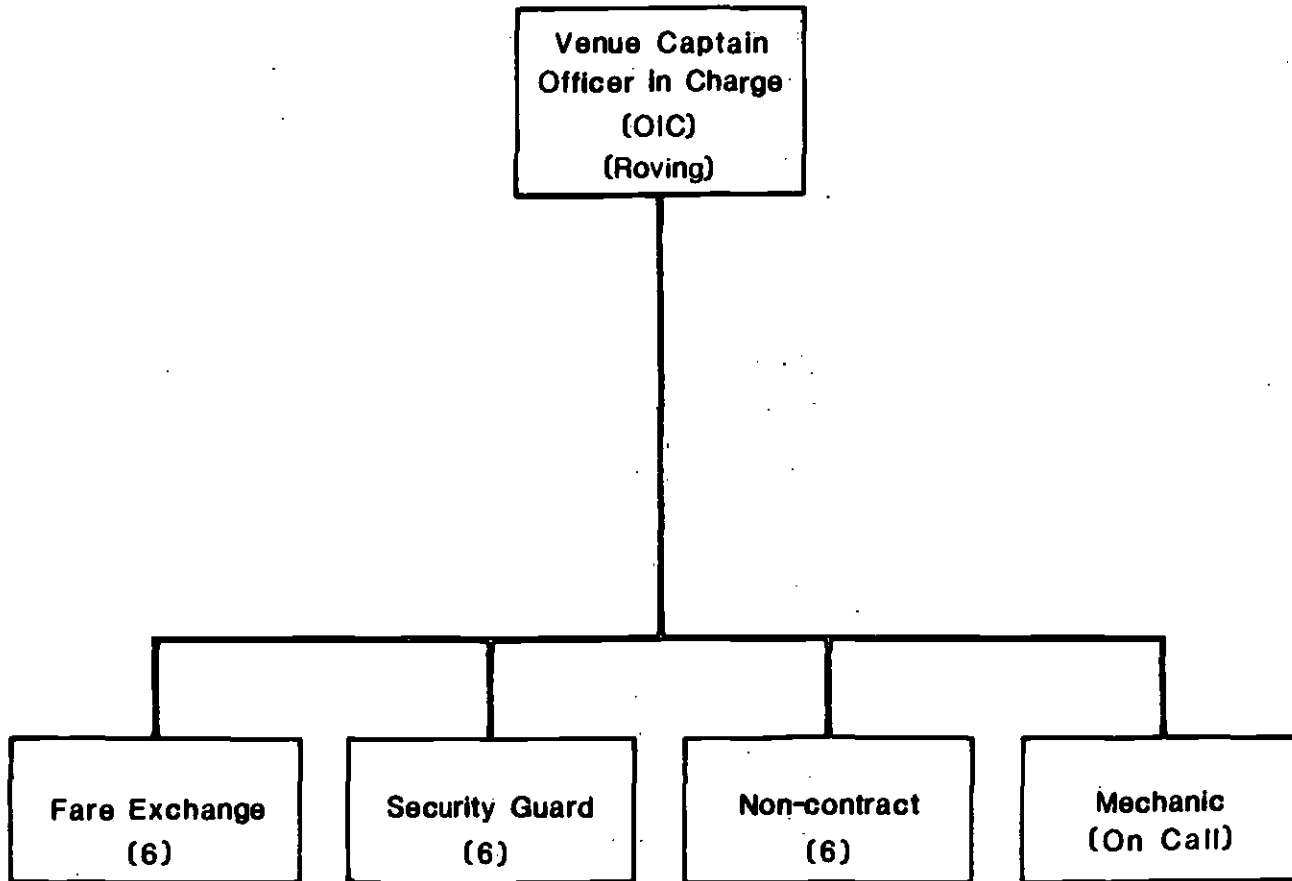 Venue Captain
Officer in Charge
(OIC)
(Roving)
Fare Exchange
(6)
Security Guard
(6)
Non-contract
(6)
Mechanic
(On Call)